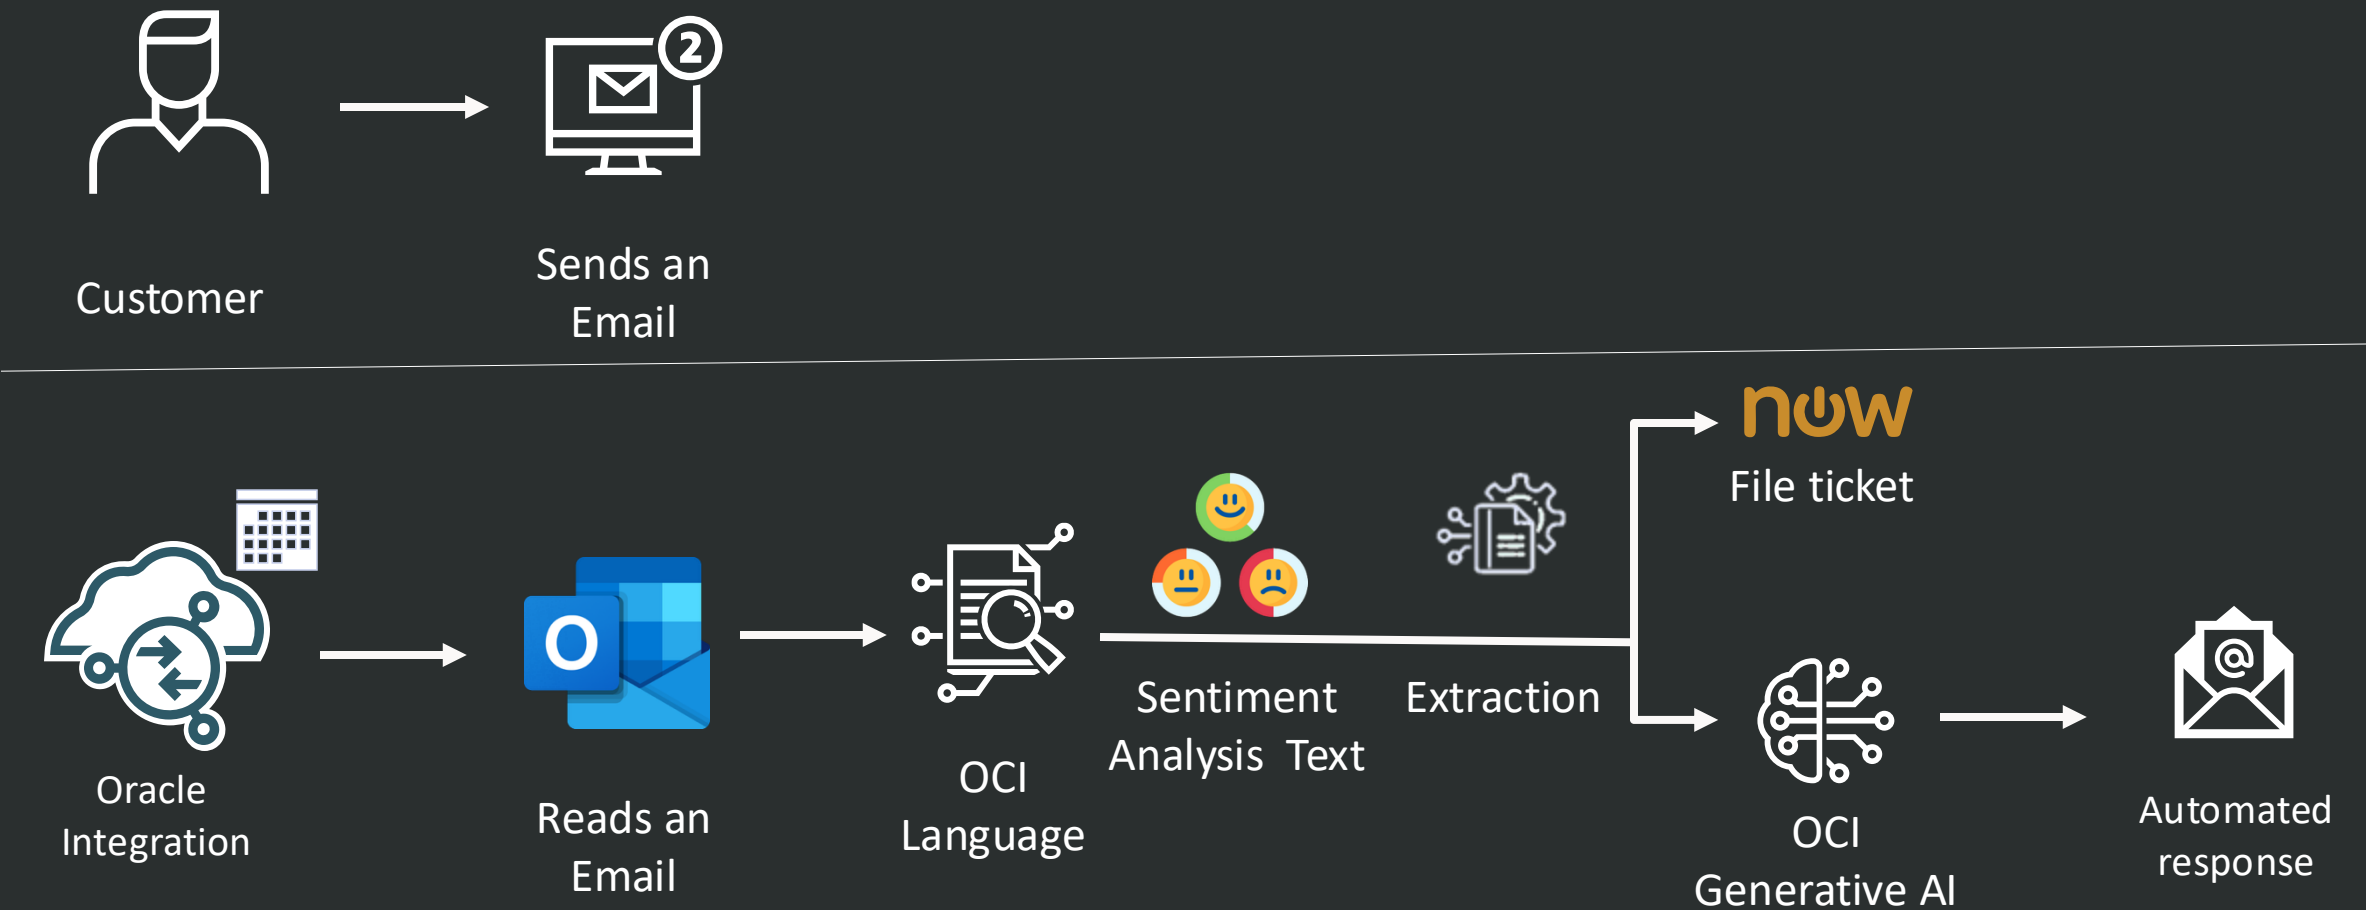 2
Customer
Sends an
Email
now
File ticket
O
Sentiment
Analysis Text
Extraction
@
Oracle
Integration
Reads an
Email
OCI
Language
OCI
Generative AI
Automated
response